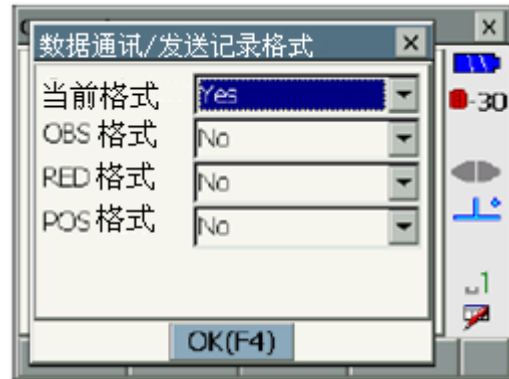 数据通讯/发送记录格式
当前格式 Yes
OBS 格式 No
RED 格式 No
POS 格式 No
OK(F4)
-30
1